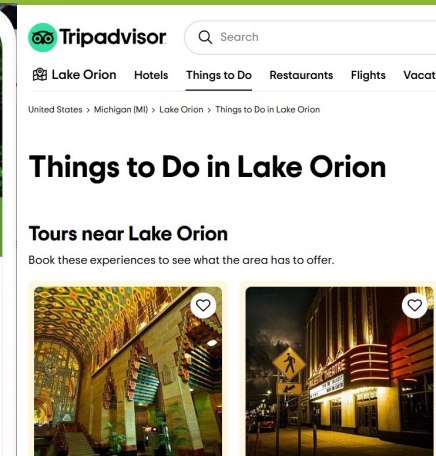 Tripadvisor
Search
Lake Orion Hotels Things to Do Restaurants Flights Vacat
United States > Michigan (MI) > Lake Orion > Things to Do in Lake Orion
Things to Do in Lake Orion
Tours near Lake Orion
Book these experiences to see what the area has to offer.